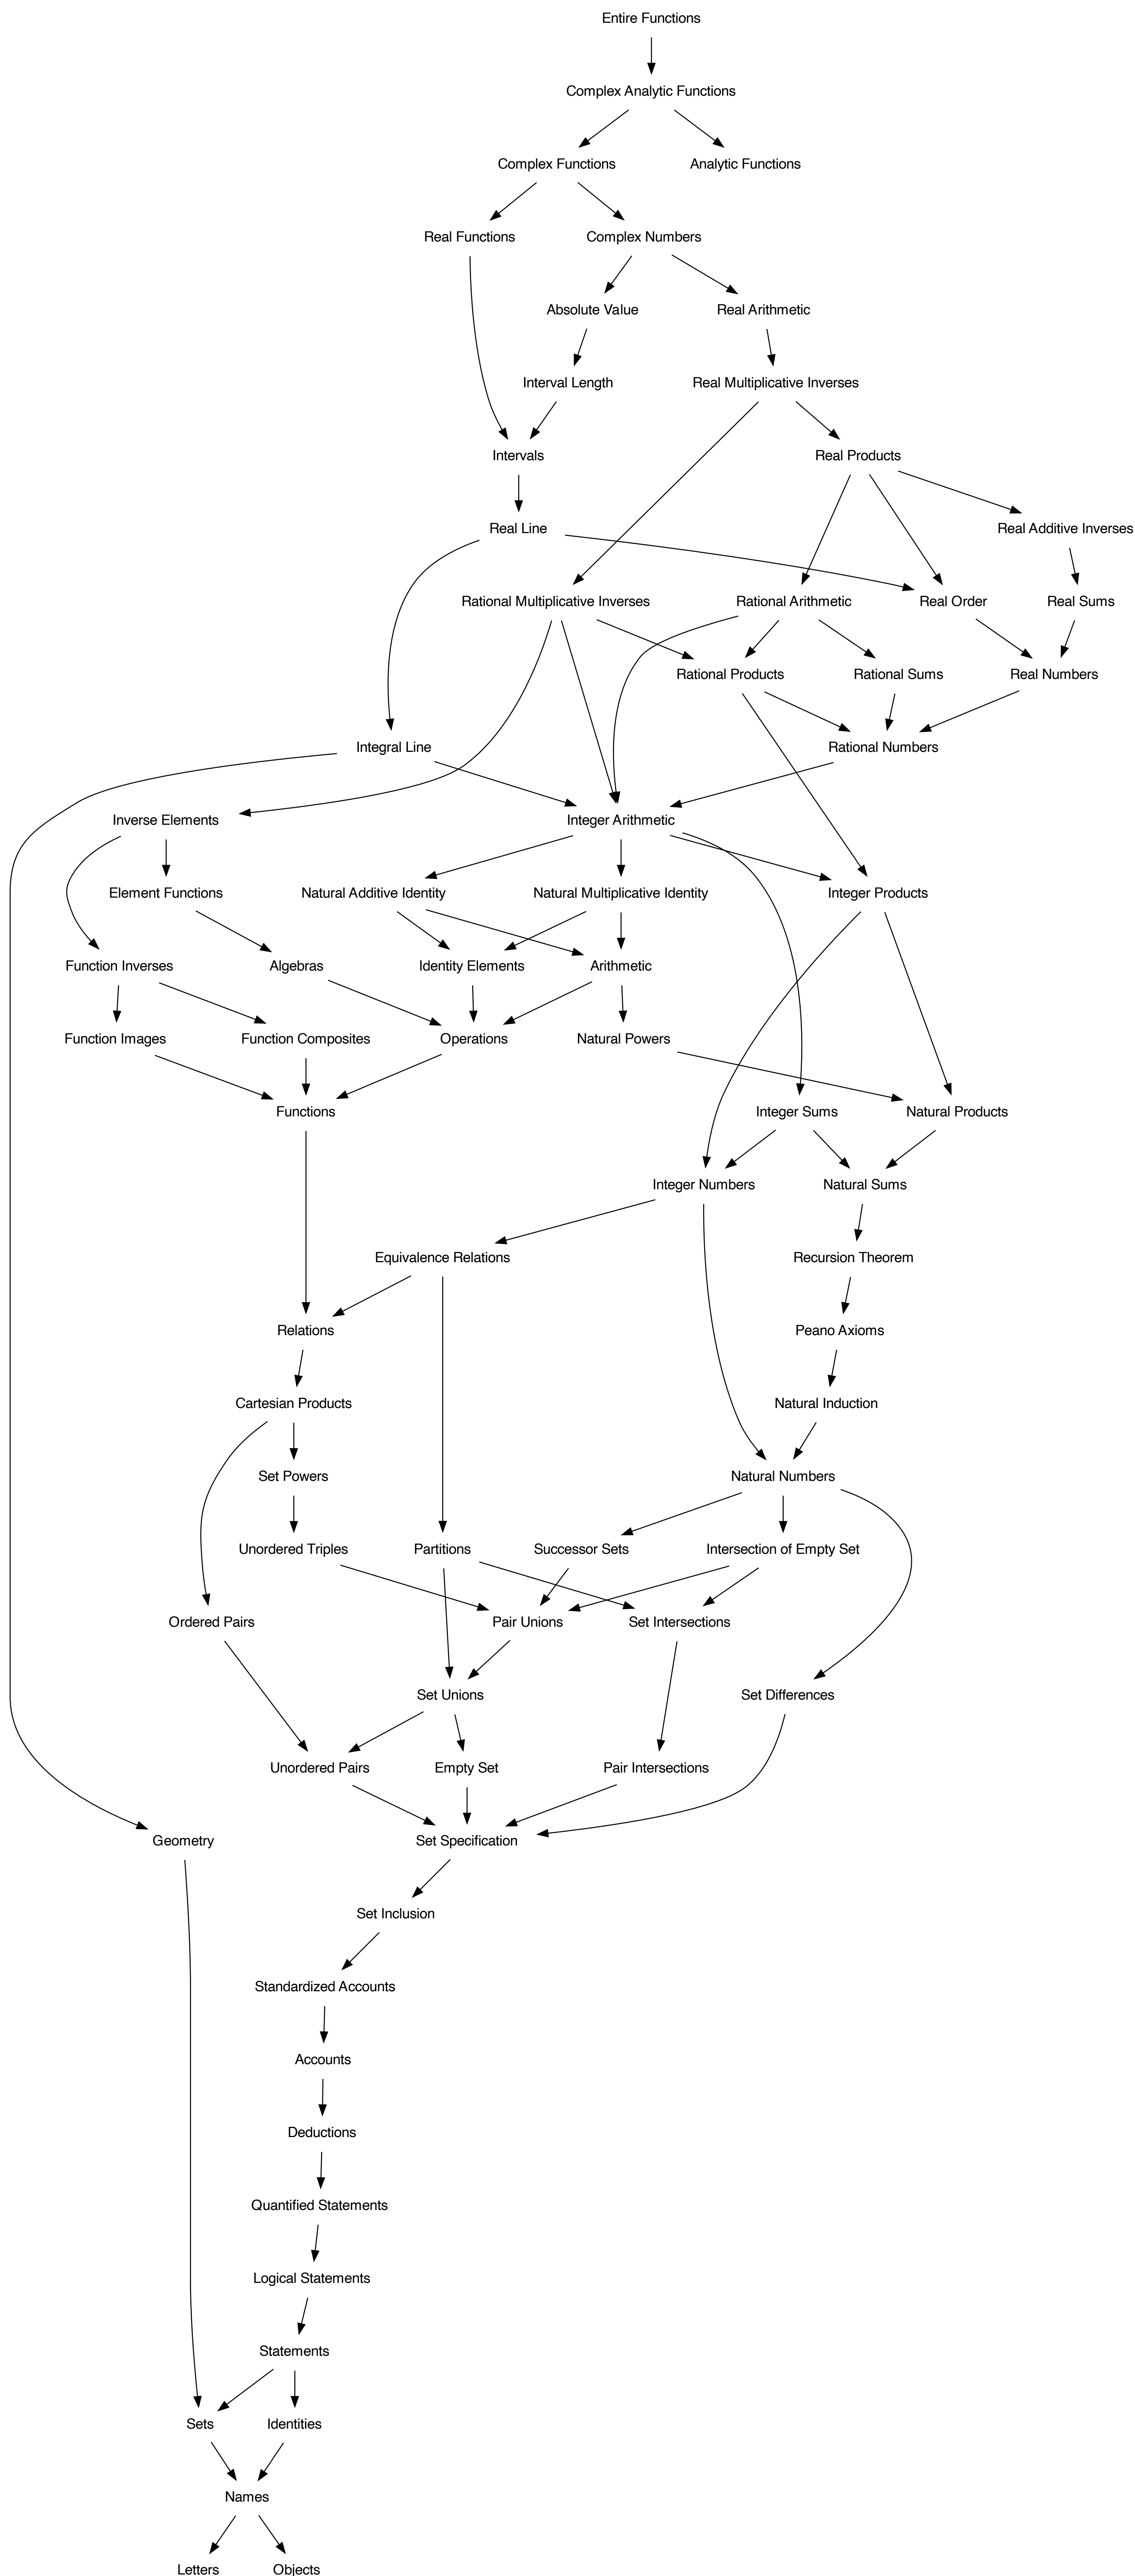 Entire Functions
Complex Analytic Functions
Complex Functions
Analytic Functions
Real Functions
Complex Numbers
Absolute Value
Real Arithmetic
Interval Length
Real Multiplicative Inverses
Intervals
Real Products
Real Line
Real Additive Inverses
Rational Multiplicative Inverses
Rational Arithmetic
Real Order
Real Sums
Rational Products
Rational Sums
Real Numbers
Integral Line
Rational Numbers
Inverse Elements
Integer Arithmetic
Element Functions
Natural Additive Identity
Natural Multiplicative Identity
Integer Products
Function Inverses
Algebras
Identity Elements
Arithmetic
Function Images
Function Composites
Operations
Natural Powers
Functions
Integer Sums
Natural Products
Integer Numbers
Natural Sums
Equivalence Relations
Recursion Theorem
Relations
Peano Axioms
Cartesian Products
Natural Induction
Set Powers
Natural Numbers
Unordered Triples
Partitions
Successor Sets
Intersection of Empty Set
Ordered Pairs
Pair Unions
Set Intersections
Set Unions
Set Differences
Unordered Pairs
Empty Set
Pair Intersections
Geometry
Set Specification
Set Inclusion
Standardized Accounts
Accounts
Deductions
Quantified Statements
Logical Statements
Statements
Sets
Identities
Names
Letters
Objects